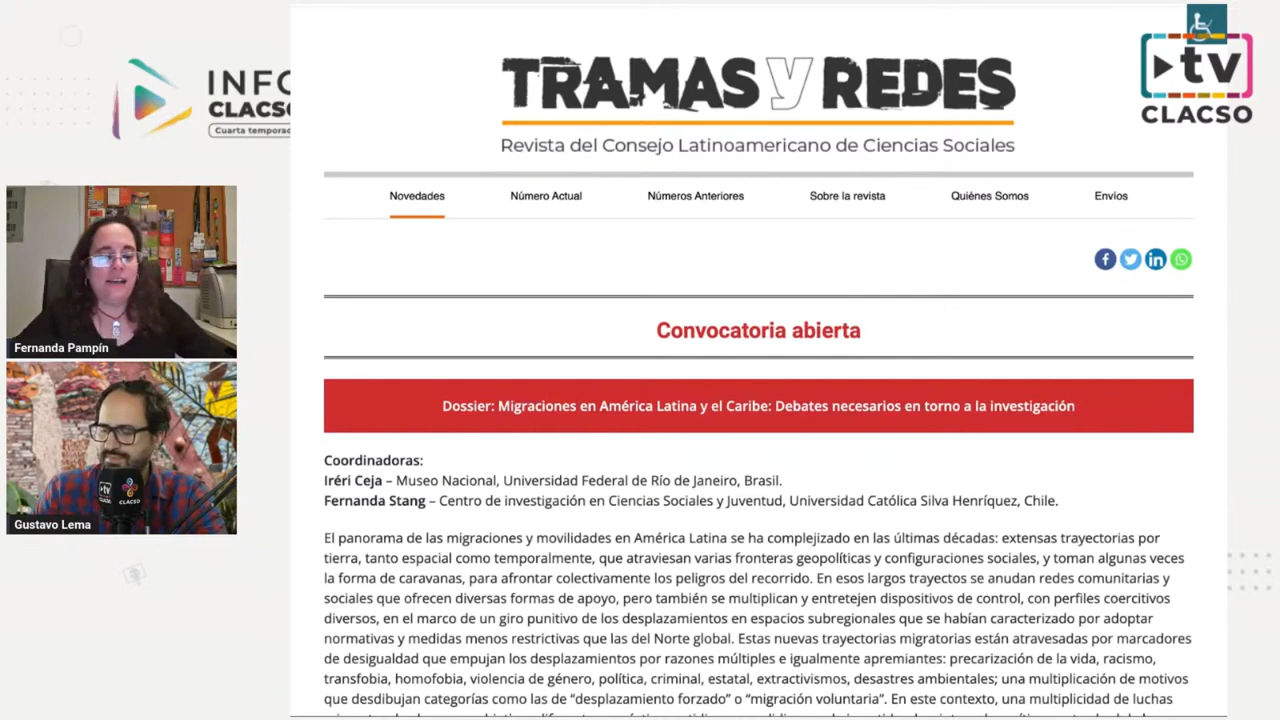 INFO
CLACSO
Cuarta temporada
tv
CLACSO
TRAMAS y REDES
Revista del Consejo Latinoamericano de Ciencias Sociales
Novedades
Número Actual
Números Anteriores
Sobre la revista
Quiénes Somos
Envíos
Convocatoria abierta
Dossier: Migraciones en América Latina y el Caribe: Debates necesarios en torno a la investigación
Coordinadoras:
Iréri Ceja – Museo Nacional, Universidad Federal de Río de Janeiro, Brasil.
Fernanda Stang – Centro de investigación en Ciencias Sociales y Juventud, Universidad Católica Silva Henríquez, Chile.
El panorama de las migraciones y movilidades en América Latina se ha complejizado en las últimas décadas: extensas trayectorias por
tierra, tanto espacial como temporalmente, que atraviesan varias fronteras geopolíticas y configuraciones sociales, y toman algunas veces
la forma de caravanas, para afrontar colectivamente los peligros del recorrido. En esos largos trayectos se anudan redes comunitarias y
sociales que ofrecen diversas formas de apoyo, pero también se multiplican y entretejen dispositivos de control, con perfiles coercitivos
diversos, en el marco de un giro punitivo de los desplazamientos en espacios subregionales que se habían caracterizado por adoptar
normativas y medidas menos restrictivas que las del Norte global. Estas nuevas trayectorias migratorias están atravesadas por marcadores
de desigualdad que empujan los desplazamientos por razones múltiples e igualmente apremiantes: precarización de la vida, racismo,
transfobia, homofobia, violencia de género, política, criminal, estatal, extractivismos, desastres ambientales; una multiplicación de motivos
que desdibujan categorías como las de “desplazamiento forzado” o “migración voluntaria”. En este contexto, una multiplicidad de luchas
Fernanda Pampín
tv
CLACSO
Gustavo Lema